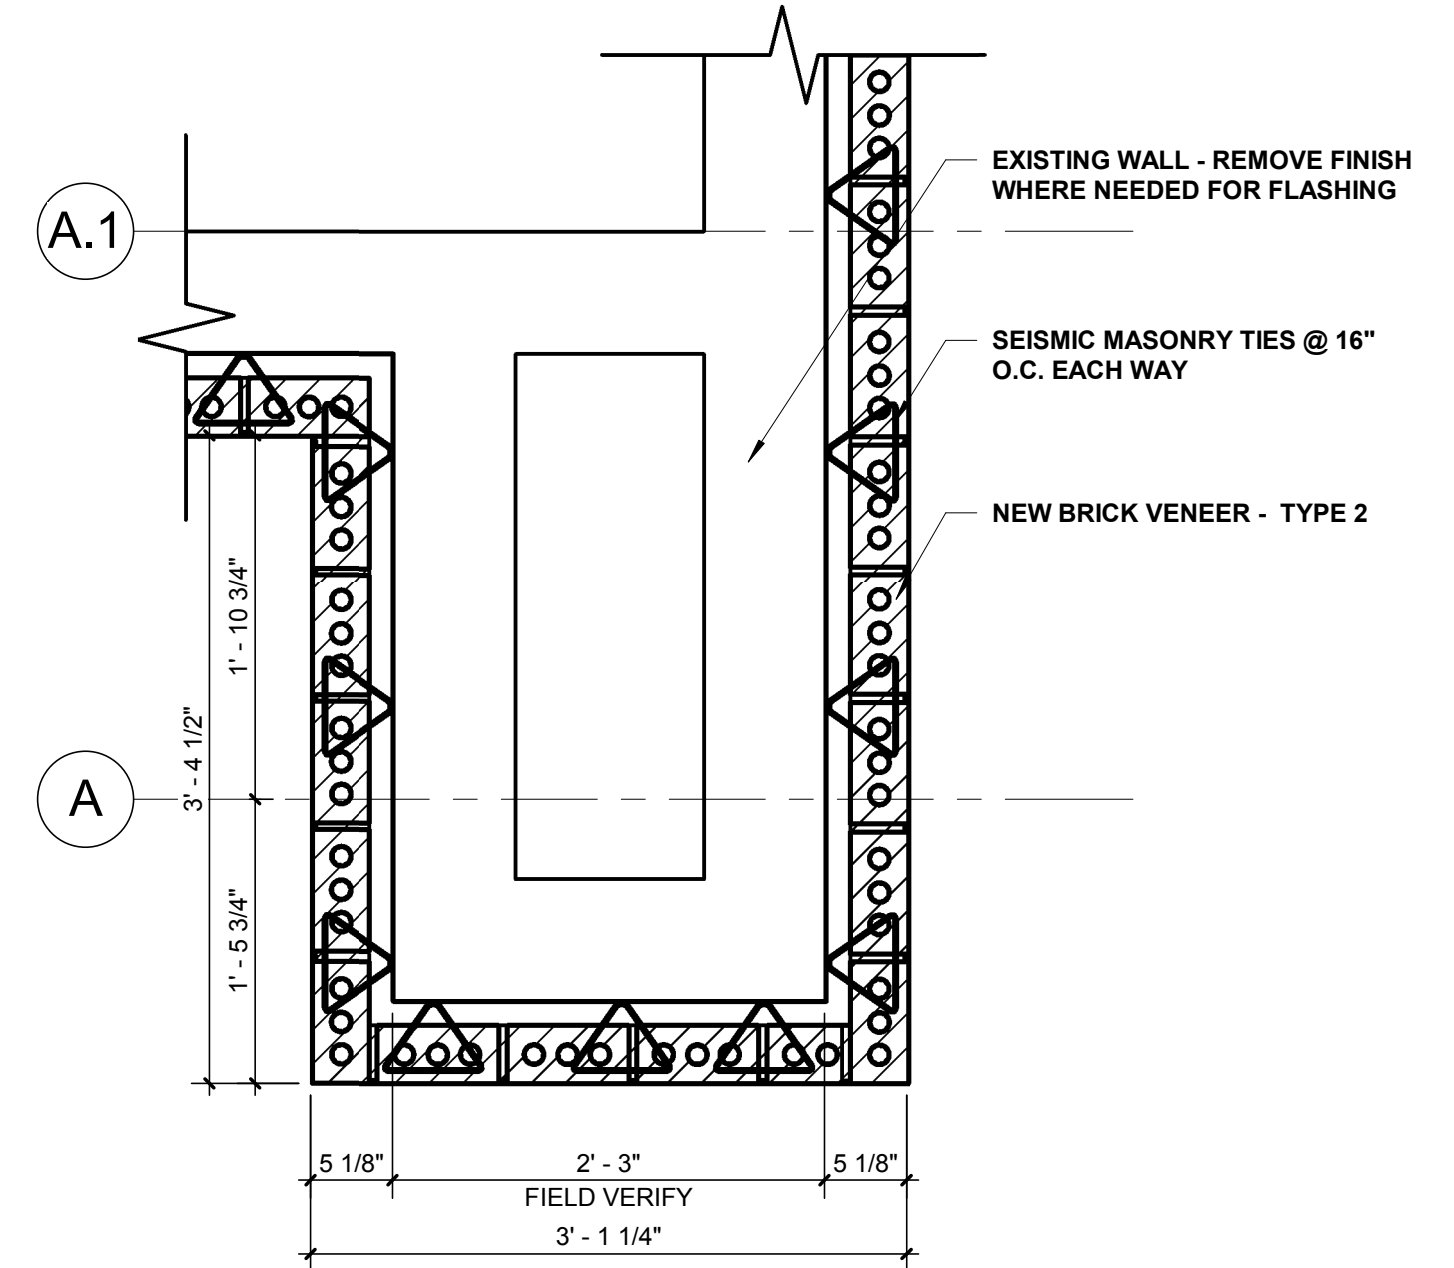 EXISTING WALL - REMOVE FINISH
WHERE NEEDED FOR FLASHING
A.1
SEISMIC MASONRY TIES @ 16"
O.C. EACH WAY
NEW BRICK VENEER - TYPE 2
1' - 10 3/4"
3' - 4 1/2"
A
1' - 5 3/4"
5 1/8"
2' - 3"
5 1/8"
FIELD VERIFY
3' - 1 1/4"